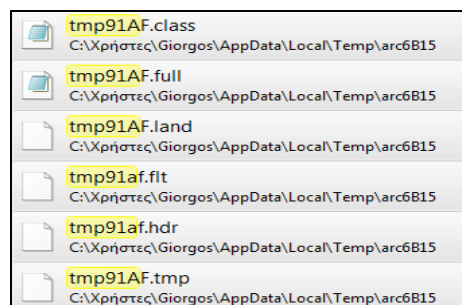 tmp91AF.class
C:\Χρήστες\Giorgos\AppData\Local\Temp\arc6B15
tmp91AF.full
C:\Χρήστες\Giorgos\AppData\Local\Temp\arc6B15
tmp91AF.land
C:\Χρήστες\Giorgos\AppData\Local\Temp\arc6B15
tmp91af.flt
C:\Χρήστες\Giorgos\AppData\Local\Temp\arc6B15
tmp91af.hdr
C:\Χρήστες\Giorgos\AppData\Local\Temp\arc6B15
tmp91AF.tmp
C:\Χρήστες\Giorgos\AppData\Local\Temp\arc6B15